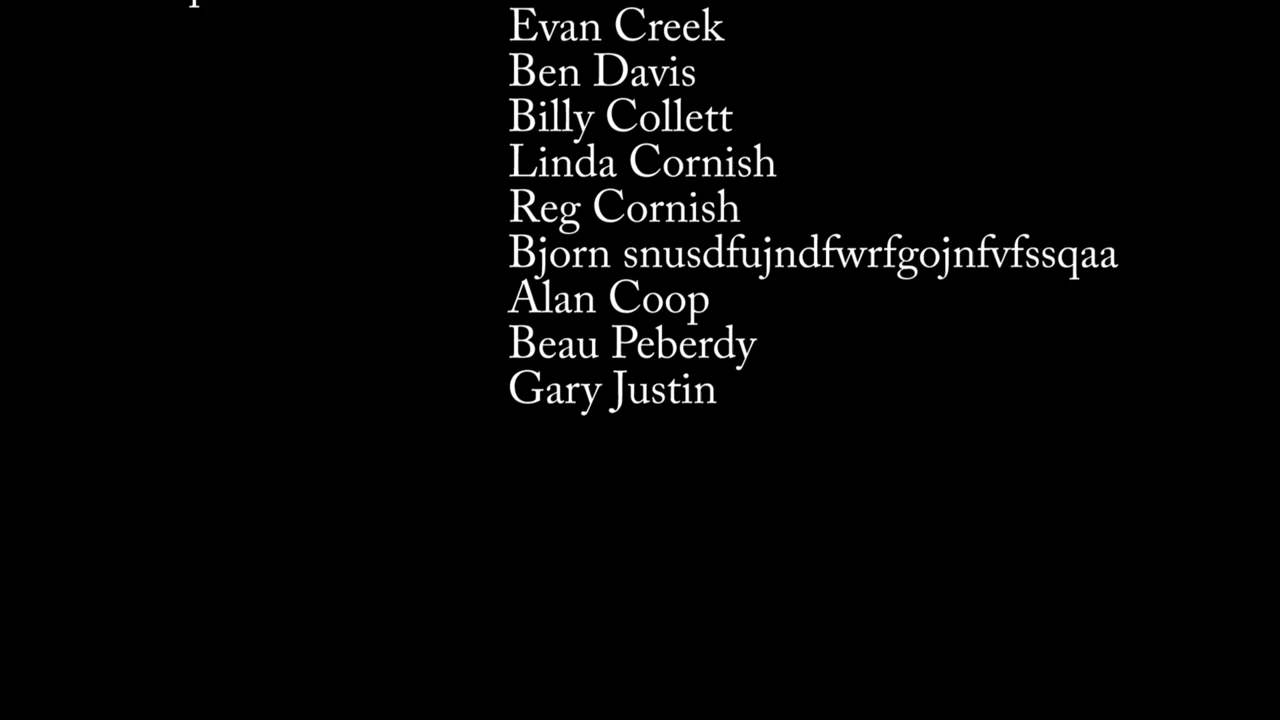 Evan Creek
Ben Davis
Billy Collett
Linda Cornish
Reg Cornish
Bjorn snusdfujndfwrfgojnfvfssqaa
Alan Coop
Beau Peberdy
Gary Justin